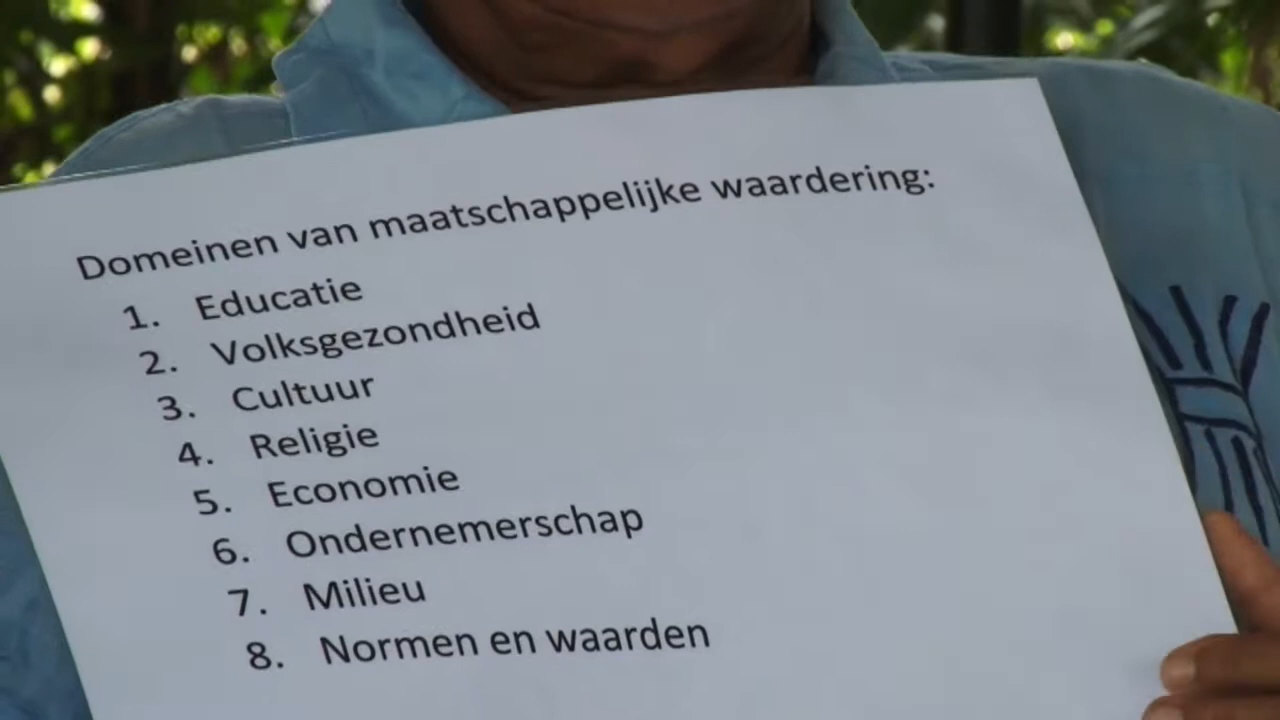 Domeinen van maatschappelijke waardering:
1. Educatie
2. Volksgezondheid
3. Cultuur
4. Religie
5. Economie
6. Ondernemerschap
7. Milieu
8. Normen en waarden